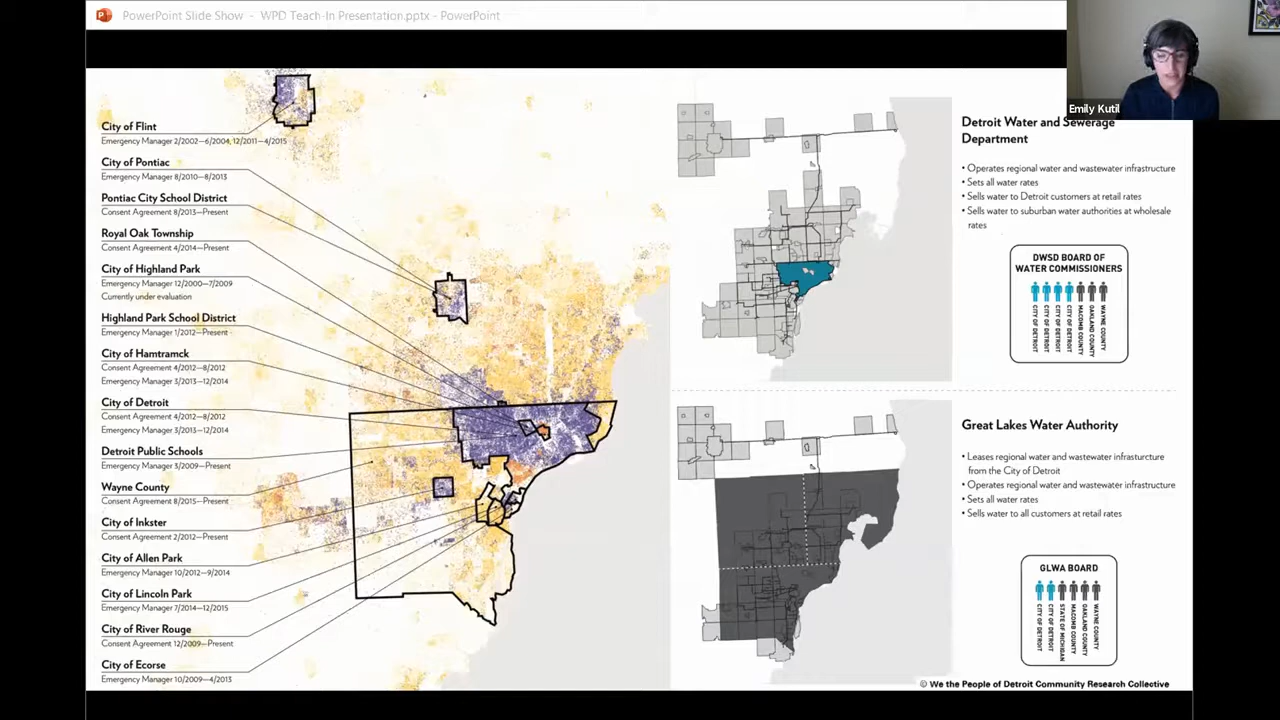 PowerPoint Slide Show - WPD Teach-In Presentation.pptx - PowerPoint
Emily Kutil
City of Flint
Emergency Manager 2/2002—6/2004, 12/2011—4/2015
City of Pontiac
Emergency Manager 8/2010—8/2013
Pontiac City School District
Consent Agreement 8/2013—Present
Royal Oak Township
Consent Agreement 4/2014—Present
City of Highland Park
Emergency Manager 12/2000—7/2009
Currently under evaluation
Highland Park School District
Emergency Manager 1/2012—Present
City of Hamtramck
Consent Agreement 4/2012—8/2012
Emergency Manager 3/2013—12/2014
City of Detroit
Consent Agreement 4/2012—8/2012
Emergency Manager 3/2013—12/2014
Detroit Public Schools
Emergency Manager 3/2009—Present
Wayne County
Consent Agreement 8/2015—Present
City of Inkster
Consent Agreement 2/2012—Present
City of Allen Park
Emergency Manager 10/2012—9/2014
City of Lincoln Park
Emergency Manager 7/2014—12/2015
City of River Rouge
Consent Agreement 12/2009—Present
City of Ecorse
Emergency Manager 10/2009—4/2013
Detroit Water and Sewerage
Department
• Operates regional water and wastewater infrastructure
• Sets all water rates
• Sells water to Detroit customers at retail rates
• Sells water to suburban water authorities at wholesale
rates
DWSD BOARD OF
WATER COMMISSIONERS
CITY OF DETROIT
CITY OF DETROIT
CITY OF DETROIT
CITY OF DETROIT
MACOMB COUNTY
OAKLAND COUNTY
WAYNE COUNTY
Great Lakes Water Authority
• Leases regional water and wastewater infrasturcture
from the City of Detroit
• Operates regional water and wastewater infrastructure
• Sets all water rates
• Sells water to all customers at retail rates
GLWA BOARD
CITY OF DETROIT
CITY OF DETROIT
STATE OF MICHIGAN
MACOMB COUNTY
OAKLAND COUNTY
WAYNE COUNTY
© We the People of Detroit Community Research Collective